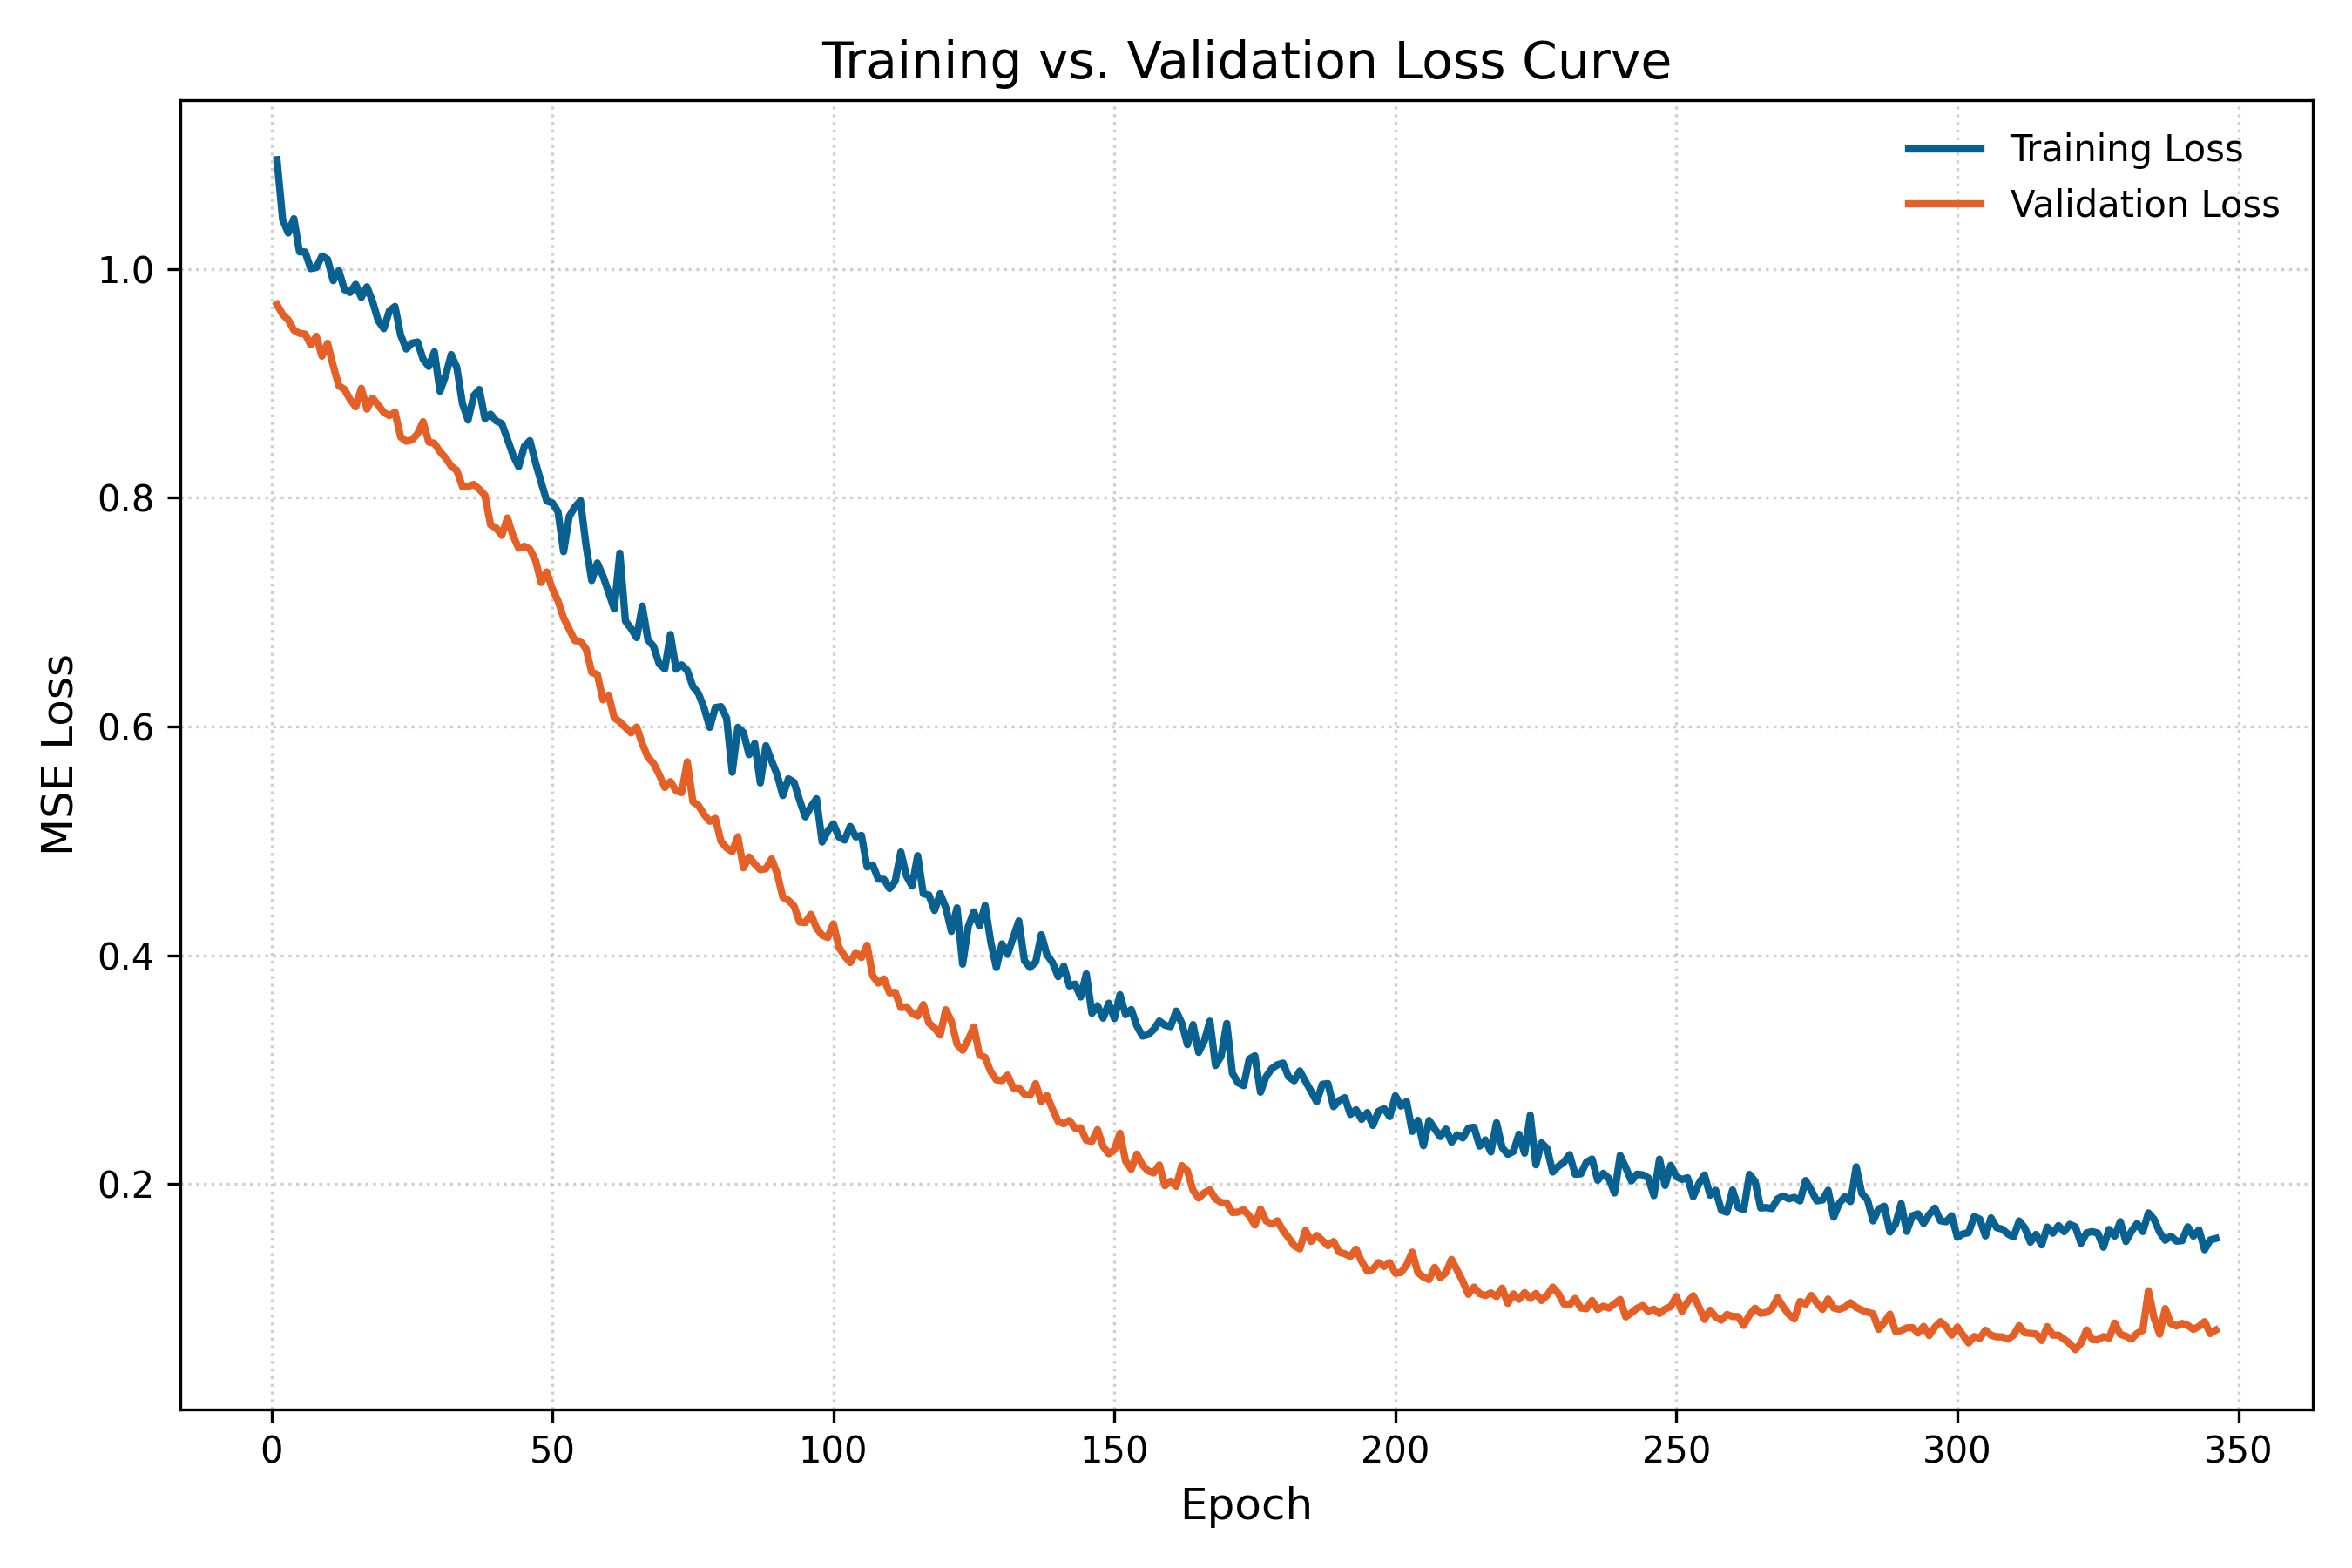 Training vs. Validation Loss Curve
Training Loss
Validation Loss
MSE Loss
1.0
0.8
0.6
0.4
0.2
0 50 100 150 200 250 300 350
Epoch